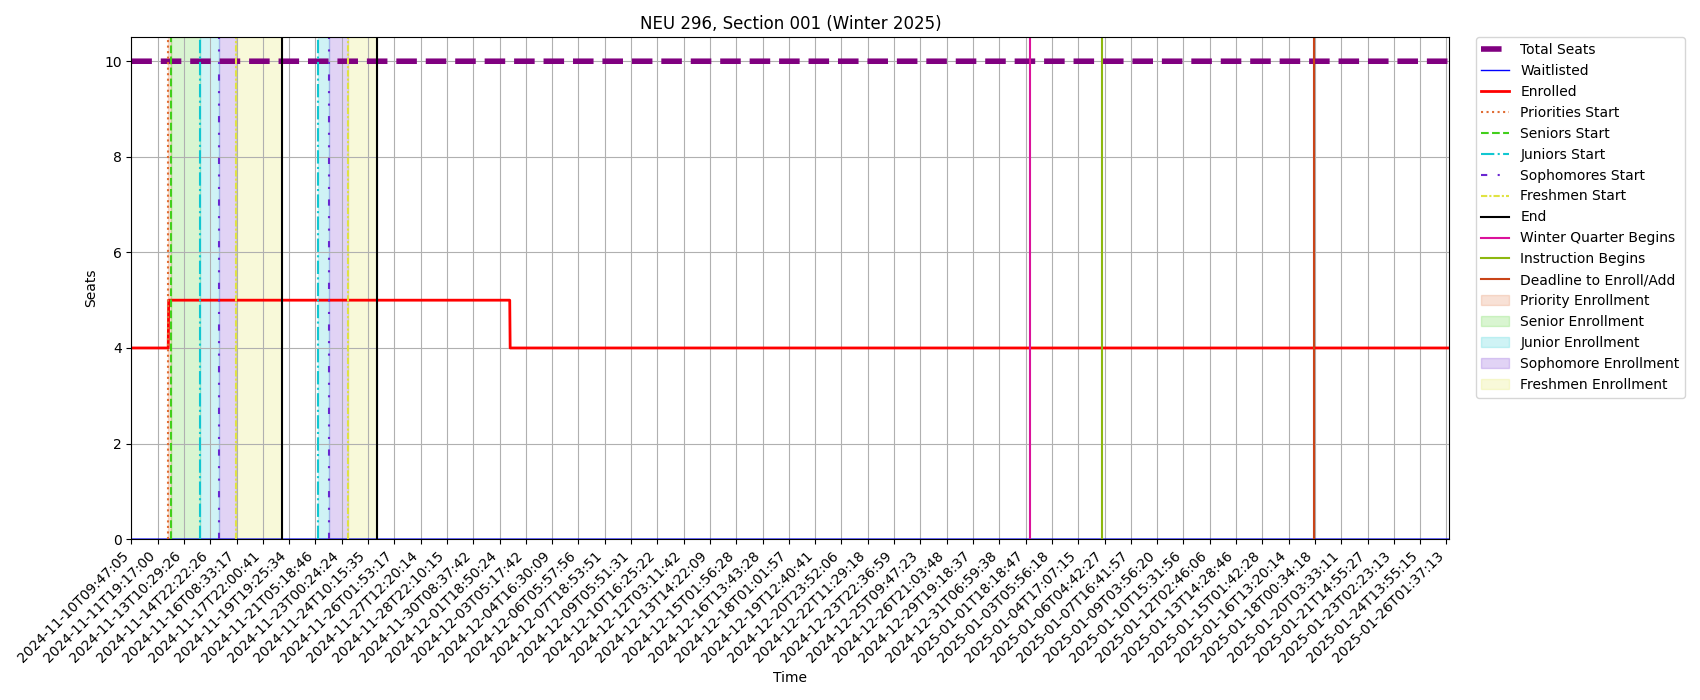 NEU 296, Section 001 (Winter 2025)
10
8
6
4
2
0
Seats
2024-11-10T09:47:05
2024-11-11T19:17:00
2024-11-13T10:29:26
2024-11-14T22:22:26
2024-11-16T08:33:17
2024-11-17T22:00:41
2024-11-19T19:25:34
2024-11-21T05:18:46
2024-11-23T00:24:24
2024-11-24T10:15:35
2024-11-26T01:53:17
2024-11-27T12:20:14
2024-11-28T22:10:15
2024-11-30T08:37:42
2024-12-01T18:50:24
2024-12-03T05:17:42
2024-12-04T16:30:09
2024-12-06T05:57:56
2024-12-07T18:53:51
2024-12-09T05:51:31
2024-12-10T16:25:22
2024-12-12T03:11:42
2024-12-13T14:22:09
2024-12-15T01:56:28
2024-12-16T13:43:28
2024-12-18T01:01:57
2024-12-19T12:40:41
2024-12-20T23:52:06
2024-12-22T11:29:18
2024-12-23T22:36:59
2024-12-25T09:47:23
2024-12-26T21:03:48
2024-12-29T19:18:37
2024-12-31T06:59:38
2025-01-01T18:18:47
2025-01-03T05:56:18
2025-01-04T17:07:15
2025-01-06T04:42:27
2025-01-07T16:41:57
2025-01-09T03:56:20
2025-01-10T15:31:56
2025-01-12T02:46:06
2025-01-13T14:28:46
2025-01-15T01:42:28
2025-01-16T13:20:14
2025-01-18T00:34:18
2025-01-20T03:33:11
2025-01-21T14:55:27
2025-01-23T02:23:13
2025-01-24T13:55:15
2025-01-26T01:37:13
Time
Total Seats
Waitlisted
Enrolled
Priorities Start
Seniors Start
Juniors Start
Sophomores Start
Freshmen Start
End
Winter Quarter Begins
Instruction Begins
Deadline to Enroll/Add
Priority Enrollment
Senior Enrollment
Junior Enrollment
Sophomore Enrollment
Freshmen Enrollment